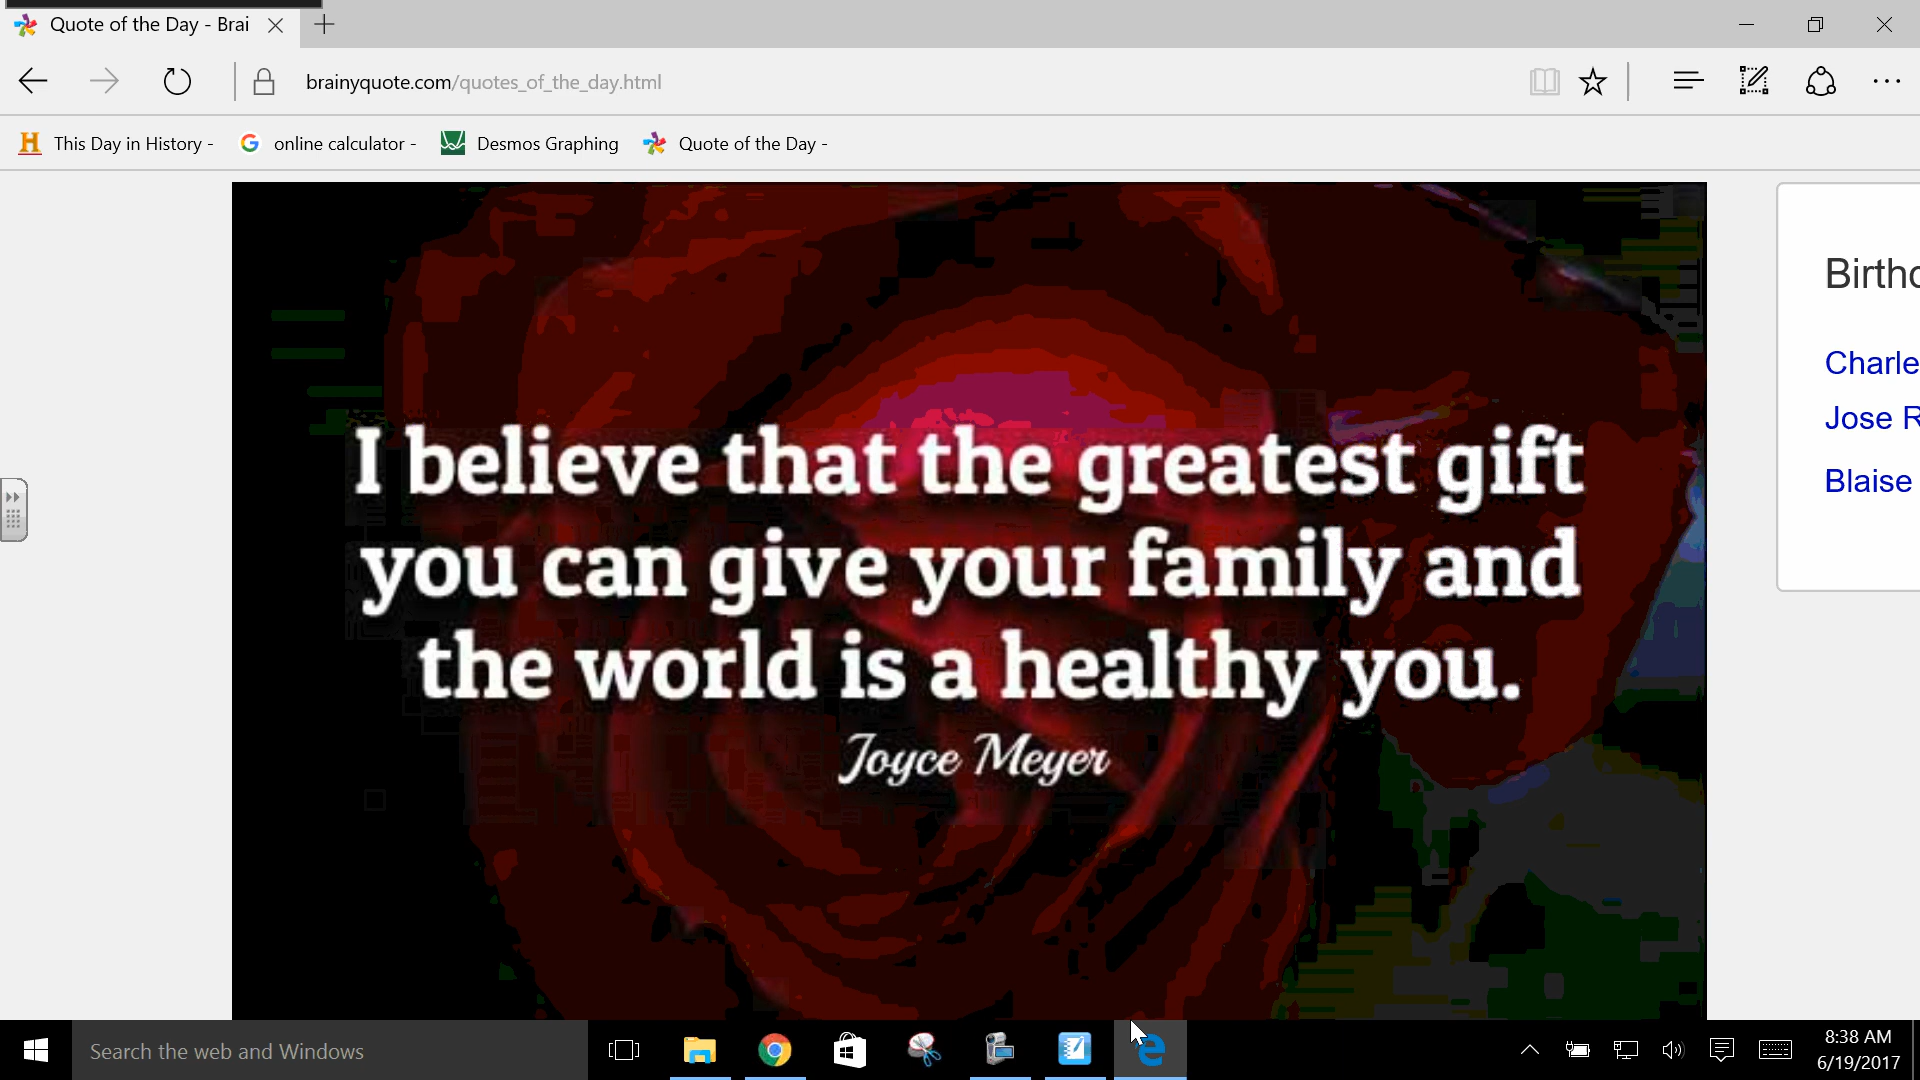 Quote of the Day - Brai
brainyquote.com/quotes_of_the_day.html
This Day in History - online calculator - Desmos Graphing Quote of the Day -
I believe that the greatest gift
you can give your family and
the world is a healthy you.
Joyce Meyer
Birthd
Charle
Jose R
Blaise
Search the web and Windows
8:38 AM
6/19/2017